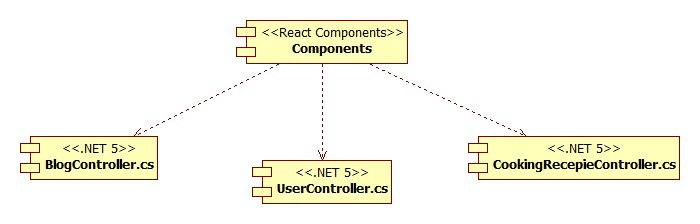 <<React Components>>
Components
<<.NET 5>>
BlogController.cs
<<.NET 5>>
UserController.cs
<<.NET 5>>
CookingRecepieController.cs